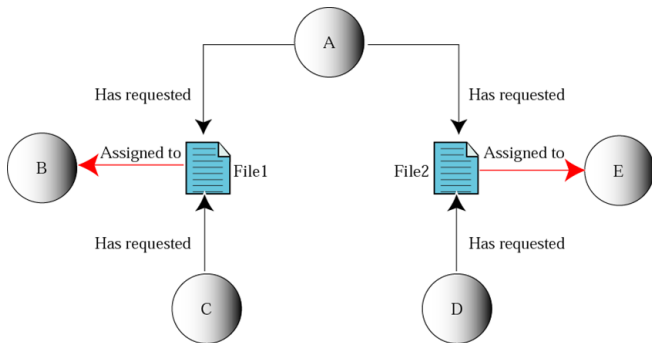 A
Has requested
Has requested
B
Assigned to
File1
File2
Assigned to
E
Has requested
Has requested
C
D